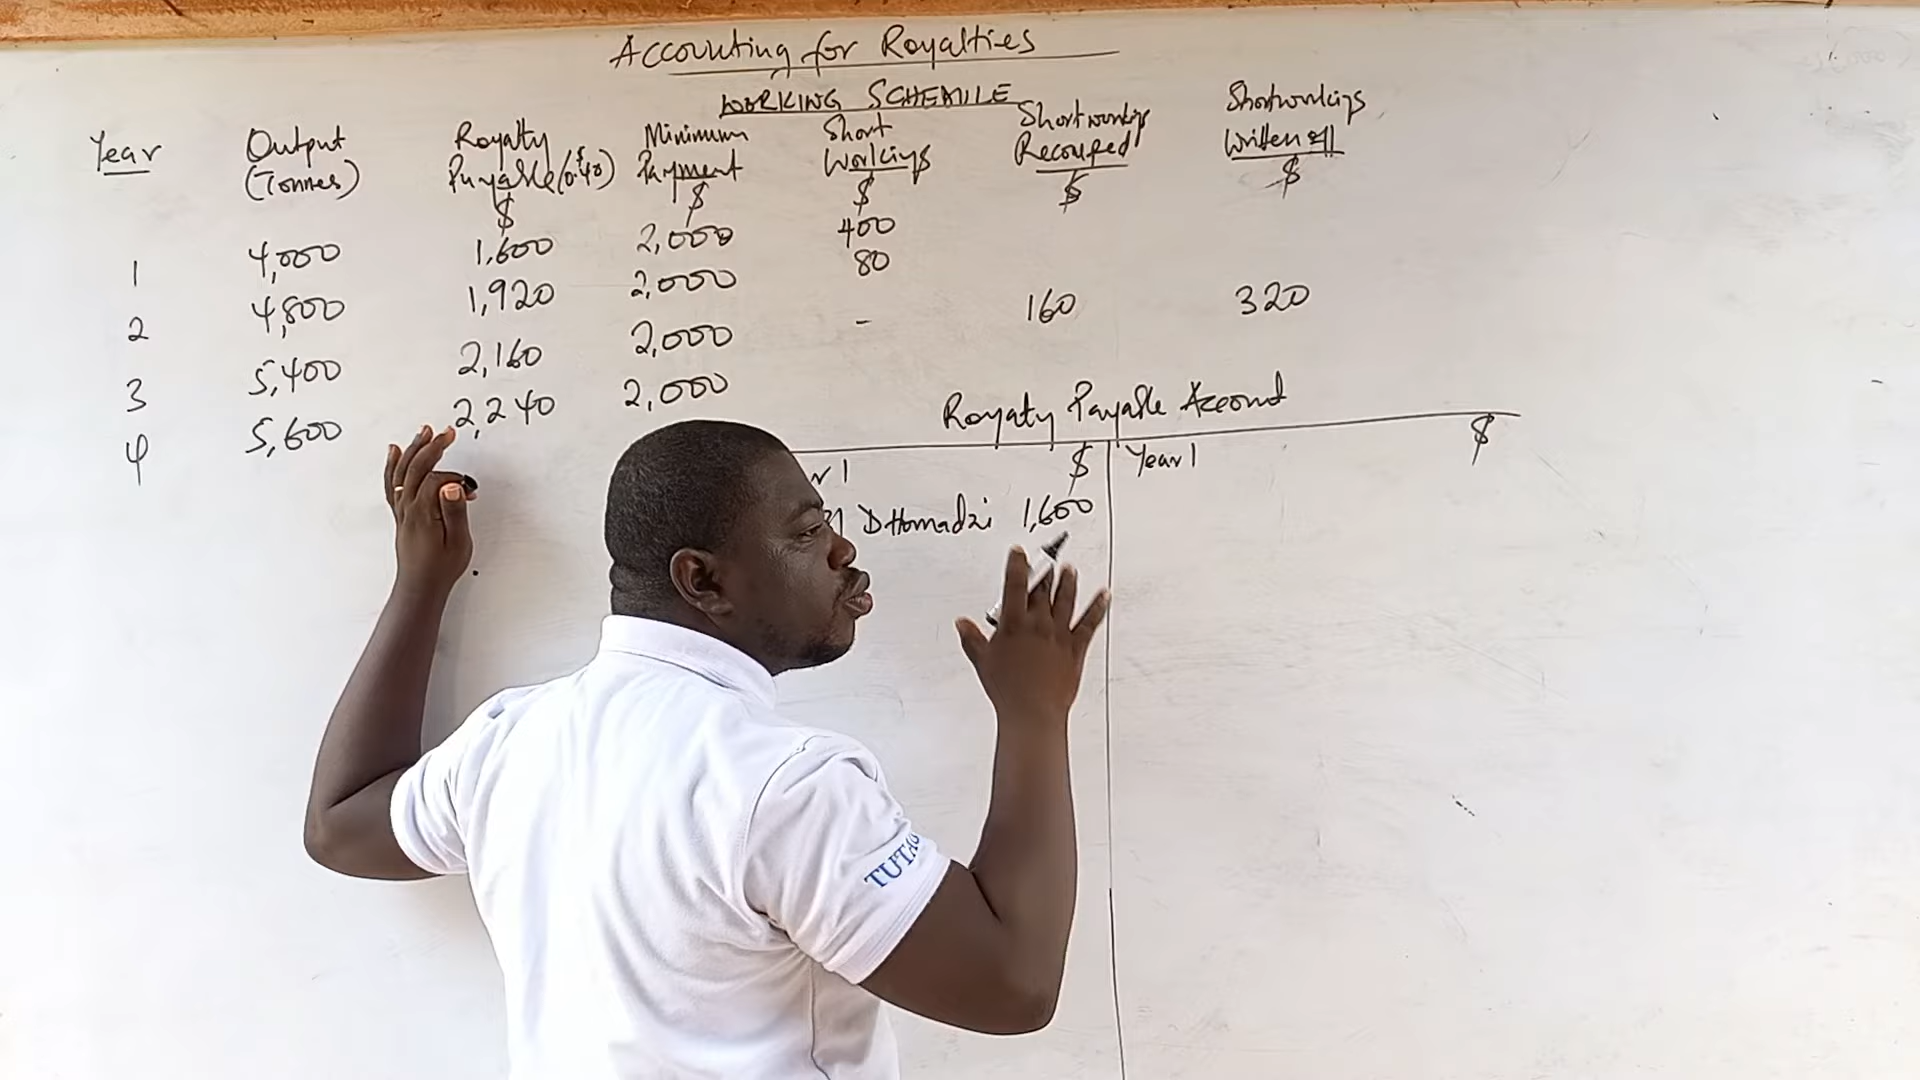 Accounting for Royalties
WORKING SCHEDULE
Year Output (Tonnes) Royalty Payable ($0.40) $ Minimum Payment $ Short Workings $ Shortworkings Recouped $ Shortworkings Written off $
1 4,000 1,600 2,000 400
2 4,800 1,920 2,000 80
3 5,400 2,160 2,000 - 160 320
4 5,600 2,240 2,000
Royalty Payable Account
r 1 $ Year 1 $
31 DHomadzi 1,600
TUTAG